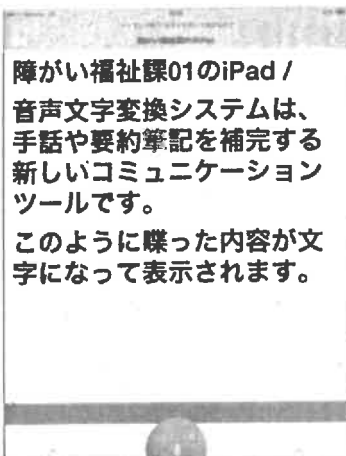 障がい福祉課01のiPad /
音声文字変換システムは、
手話や要約筆記を補完する
新しいコミュニケーション
ツールです。
このように喋った内容が文
字になって表示されます。